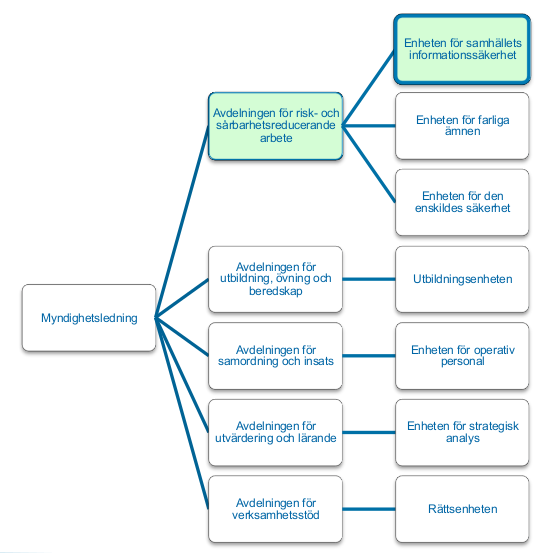 Enheten för samhällets
informationssäkerhet
Avdelningen för risk- och
sårbarhetsreducerande
arbete
Enheten för farliga
ämnen
Enheten för den
enskildes säkerhet
Myndighetsledning
Avdelningen för
utbildning, övning och
beredskap
Utbildningsenheten
Avdelningen för
samordning och insats
Enheten för operativ
personal
Avdelningen för
utvärdering och lärande
Enheten för strategisk
analys
Avdelningen för
verksamhetsstöd
Rättsenheten